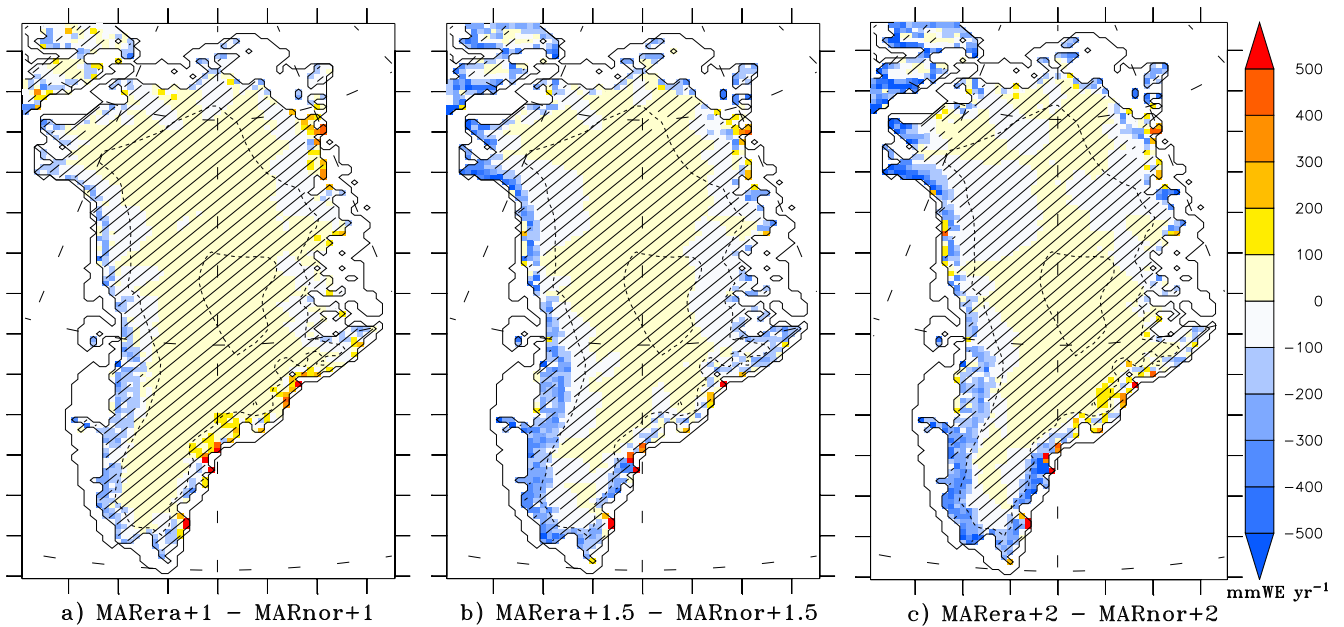 500
400
300
200
100
0
−100
−200
−300
−400
−500
mmWE yr⁻¹
a) MARera+1 − MARnor+1
b) MARera+1.5 − MARnor+1.5
c) MARera+2 − MARnor+2